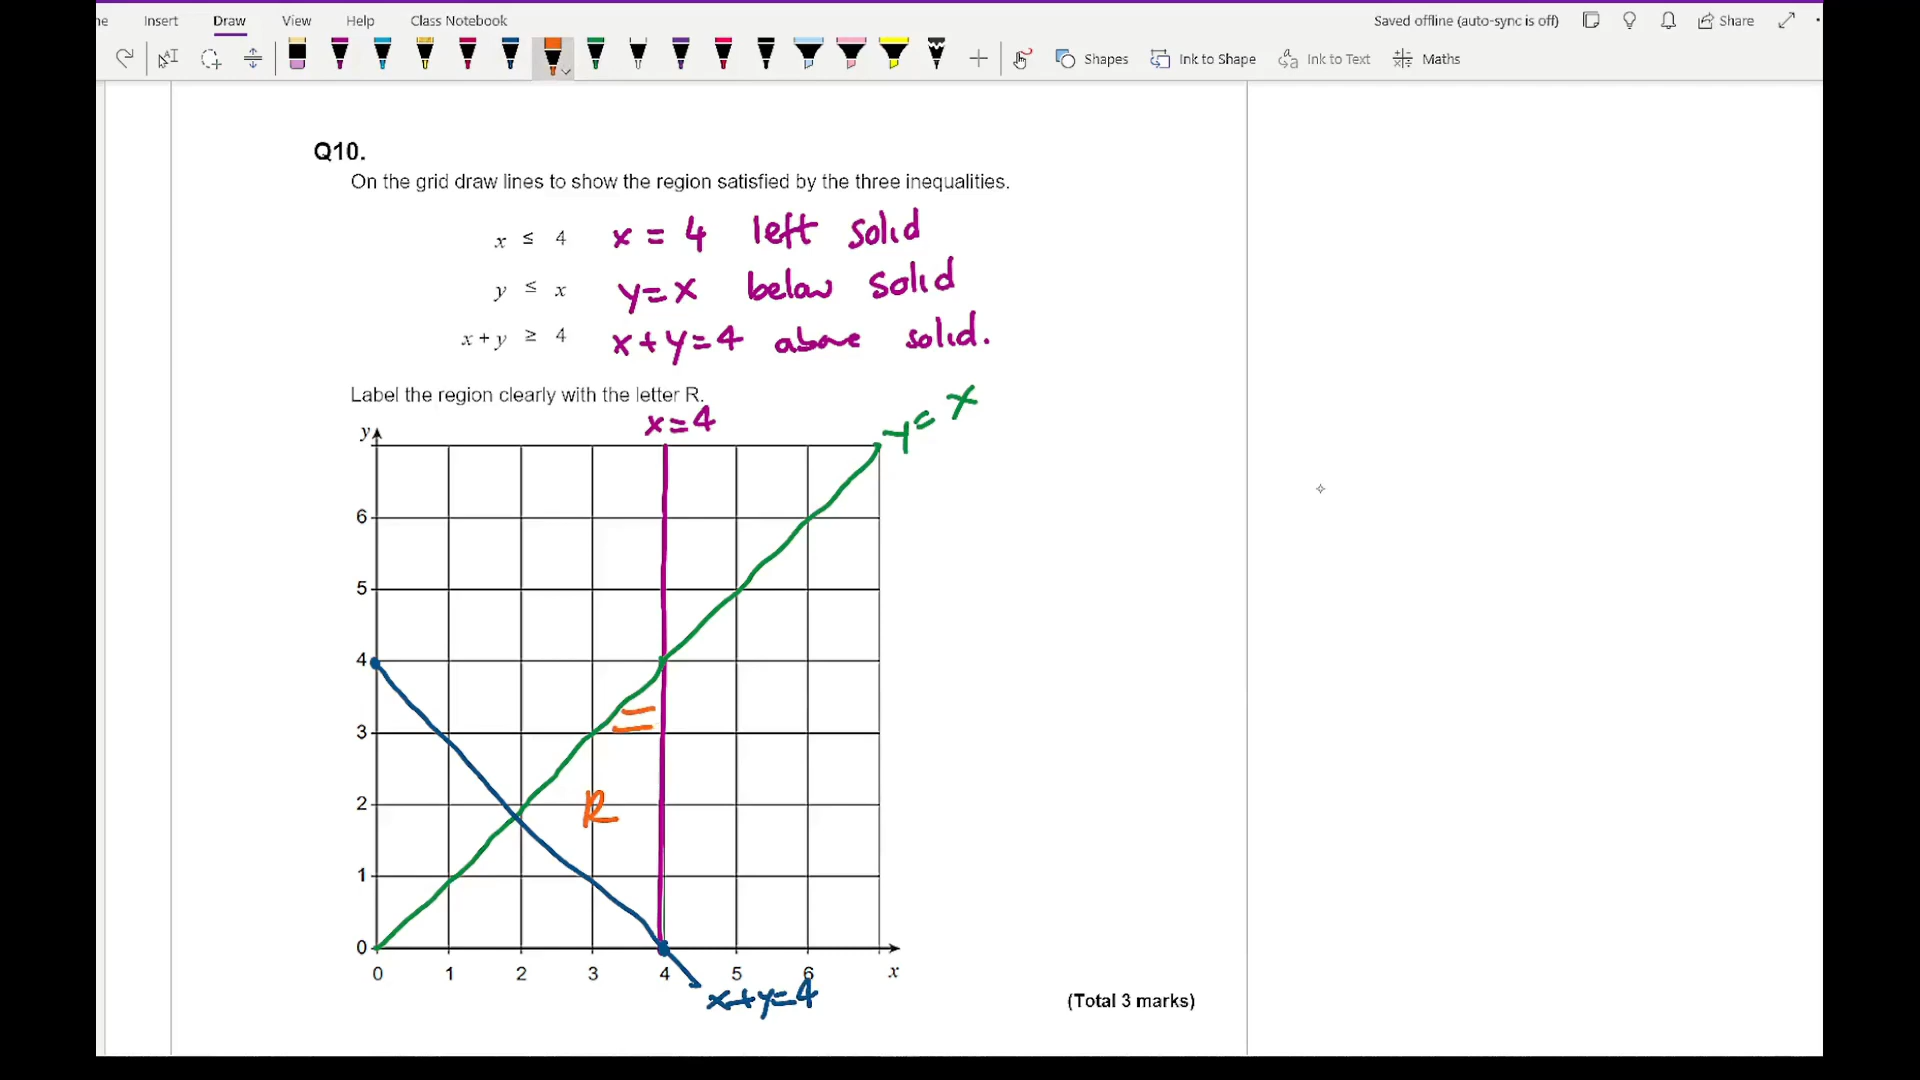 Insert Draw View Help Class Notebook Saved offline (auto-sync is off) Share
Shapes Ink to Shape Ink to Text Maths
Q10.
On the grid draw lines to show the region satisfied by the three inequalities.
x ≤ 4 x = 4 left solid
y ≤ x y=x below solid
x + y ≥ 4 x+y=4 above solid.
Label the region clearly with the letter R.
x=4
y=x
y
6
5
4
3
R
2
1
0
0 1 2 3 4 5 6 x
x+y=4
(Total 3 marks)